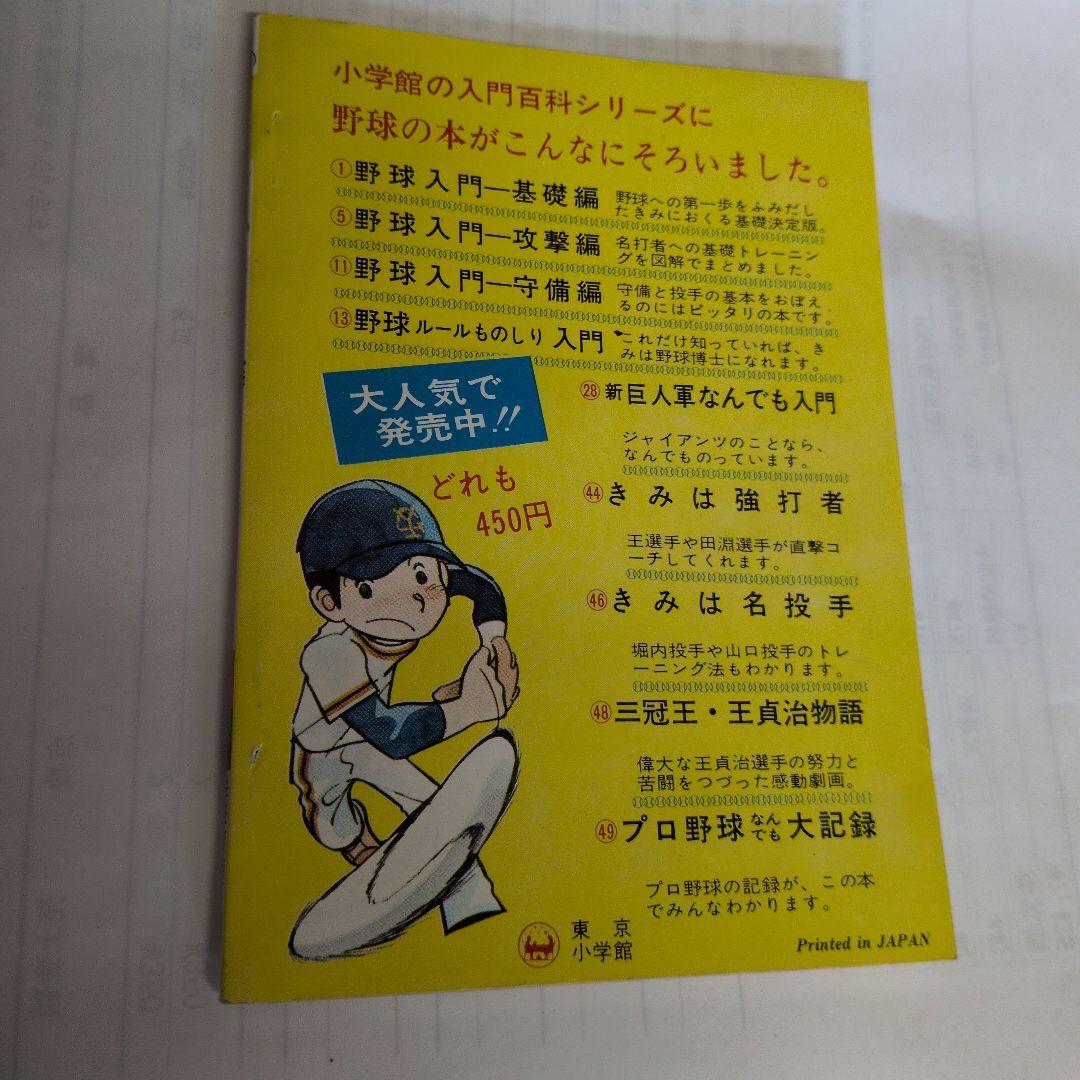 小学館の入門百科シリーズに
野球の本がこんなにそろいました。
①野球入門―基礎編
野球への第一歩をふみだし
たきみにおくる基礎決定版。
⑤野球入門―攻撃編
名打者への基礎トレーニン
グを図解でまとめました。
⑪野球入門―守備編
守備と投手の基本をおぼえ
るのにはピッタリの本です。
⑬野球ルールものしり入門
これだけ知っていれば、き
みは野球博士になれます。
大人気で
発売中!!
どれも
450円
YG
㉘新巨人軍なんでも入門
ジャイアンツのことなら、
なんでものっています。
㊹きみは強打者
王選手や田淵選手が直撃コ
ーチしてくれます。
㊻きみは名投手
堀内投手や山口投手のトレ
ーニング法もわかります。
㊽三冠王・王貞治物語
偉大な王貞治選手の努力と
苦闘をつづった感動劇画。
㊾プロ野球なんでも大記録
プロ野球の記録が、この本
でみんなわかります。
東京
小学館
Printed in JAPAN